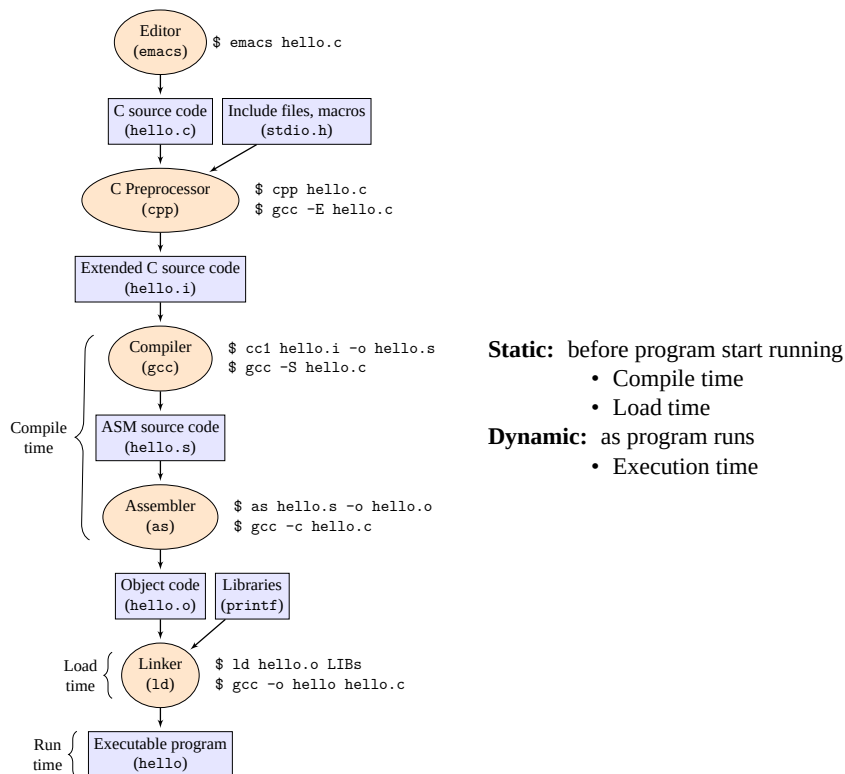 Editor
(emacs)
$ emacs hello.c
C source code
(hello.c)
Include files, macros
(stdio.h)
C Preprocessor
(cpp)
$ cpp hello.c
$ gcc -E hello.c
Extended C source code
(hello.i)
Compile
time
Compiler
(gcc)
$ cc1 hello.i -o hello.s
$ gcc -S hello.c
ASM source code
(hello.s)
Assembler
(as)
$ as hello.s -o hello.o
$ gcc -c hello.c
Object code
(hello.o)
Libraries
(printf)
Load
time
Linker
(ld)
$ ld hello.o LIBs
$ gcc -o hello hello.c
Run
time
Executable program
(hello)
Static: before program start running
• Compile time
• Load time
Dynamic: as program runs
• Execution time